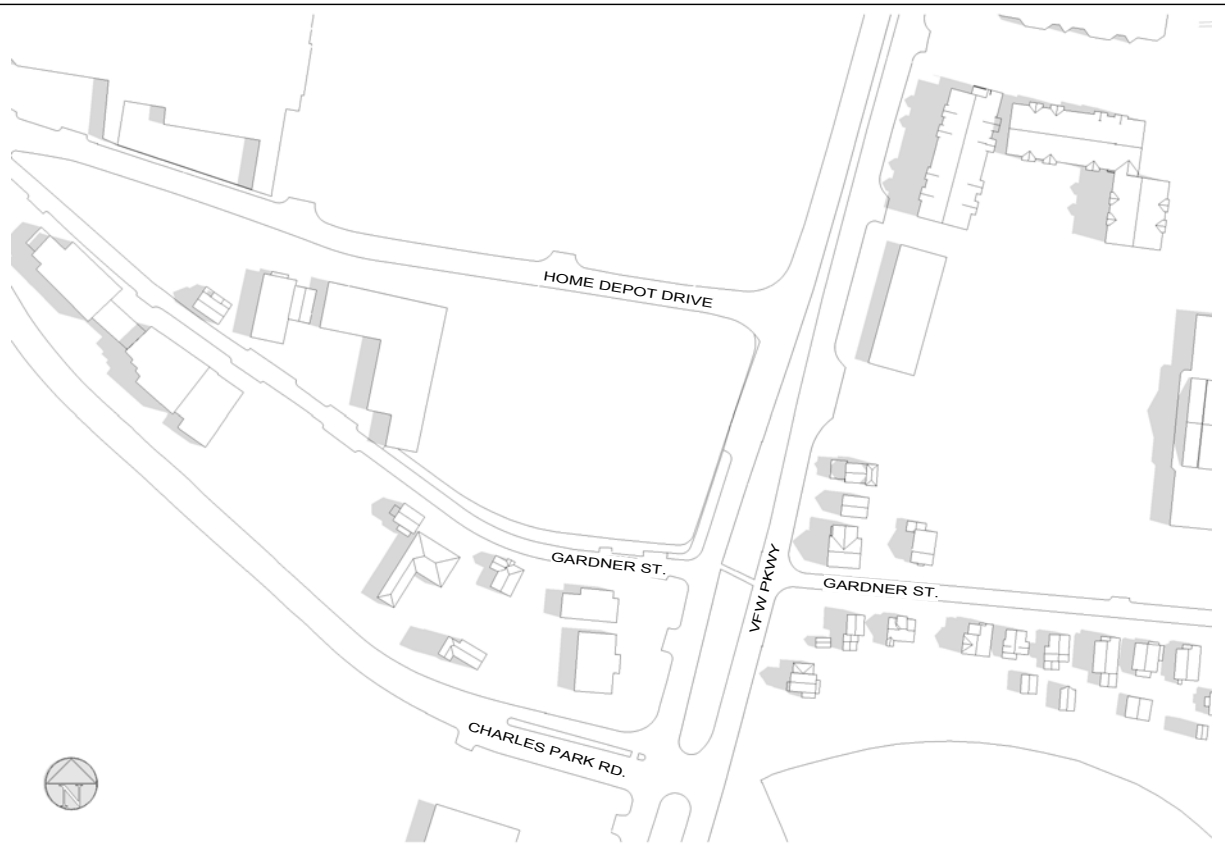 HOME DEPOT DRIVE
GARDNER ST.
VFW PKWY
GARDNER ST.
CHARLES PARK RD.
N